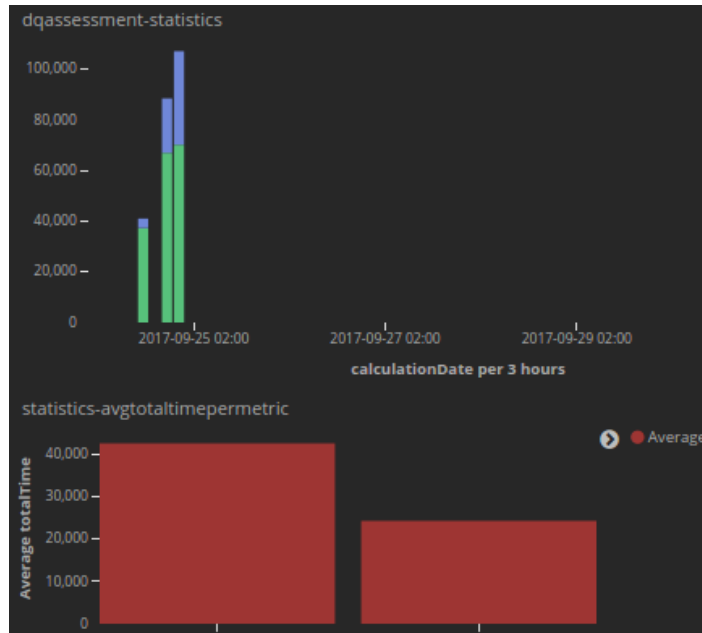 dqassessment-statistics
100,000
80,000
60,000
40,000
20,000
0
2017-09-25 02:00 2017-09-27 02:00 2017-09-29 02:00
calculationDate per 3 hours
statistics-avgtotaltimepermetric
Average
Average totalTime
40,000
30,000
20,000
10,000
0